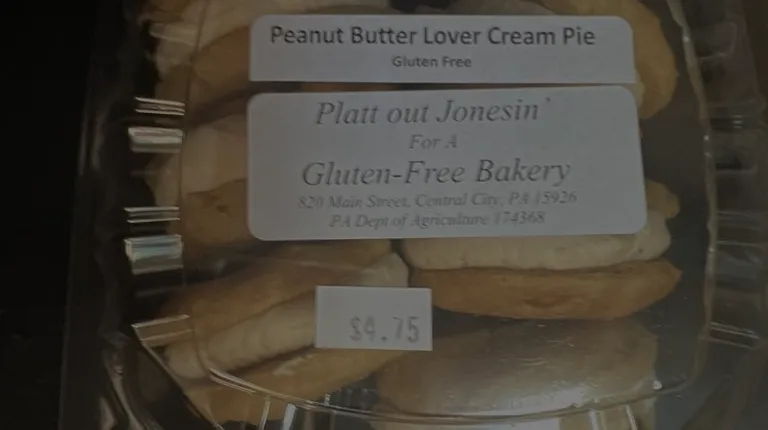 Peanut Butter Lover Cream Pie
Gluten Free
Platt out Jonesin'
For A
Gluten-Free Bakery
820 Main Street, Central City, PA 15926
PA Dept of Agriculture 174368
$4.75